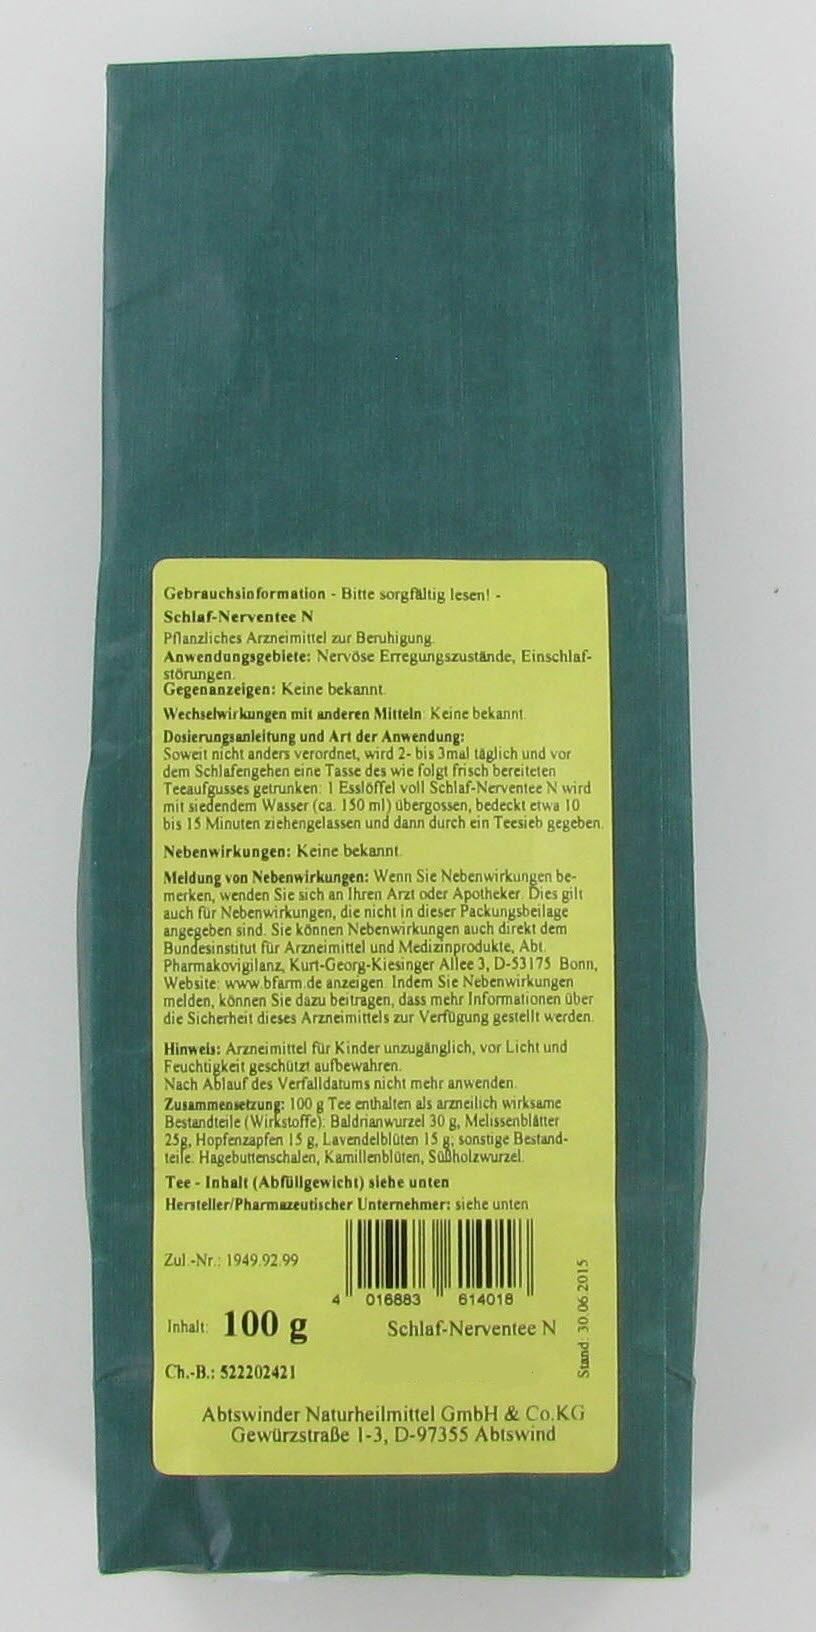 Gebrauchsinformation - Bitte sorgfältig lesen! -
Schlaf-Nerventee N
Pflanzliches Arzneimittel zur Beruhigung.
Anwendungsgebiete: Nervöse Erregungszustände, Einschlaf-
störungen.
Gegenanzeigen: Keine bekannt.
Wechselwirkungen mit anderen Mitteln: Keine bekannt.
Dosierungsanleitung und Art der Anwendung:
Soweit nicht anders verordnet, wird 2- bis 3mal täglich und vor
dem Schlafengehen eine Tasse des wie folgt frisch bereiteten
Teeaufgusses getrunken: 1 Esslöffel voll Schlaf-Nerventee N wird
mit siedendem Wasser (ca. 150 ml) übergossen, bedeckt etwa 10
bis 15 Minuten ziehengelassen und dann durch ein Teesieb gegeben.
Nebenwirkungen: Keine bekannt.
Meldung von Nebenwirkungen: Wenn Sie Nebenwirkungen be-
merken, wenden Sie sich an Ihren Arzt oder Apotheker. Dies gilt
auch für Nebenwirkungen, die nicht in dieser Packungsbeilage
angegeben sind. Sie können Nebenwirkungen auch direkt dem
Bundesinstitut für Arzneimittel und Medizinprodukte, Abt.
Pharmakovigilanz, Kurt-Georg-Kiesinger Allee 3, D-53175 Bonn,
Website: www.bfarm.de anzeigen. Indem Sie Nebenwirkungen
melden, können Sie dazu beitragen, dass mehr Informationen über
die Sicherheit dieses Arzneimittels zur Verfügung gestellt werden.
Hinweis: Arzneimittel für Kinder unzugänglich, vor Licht und
Feuchtigkeit geschützt aufbewahren.
Nach Ablauf des Verfalldatums nicht mehr anwenden.
Zusammensetzung: 100 g Tee enthalten als arzneilich wirksame
Bestandteile (Wirkstoffe): Baldrianwurzel 30 g, Melissenblätter
25g, Hopfenzapfen 15 g, Lavendelblüten 15 g; sonstige Bestand-
teile: Hagebuttenschalen, Kamillenblüten, Süßholzwurzel.
Tee - Inhalt (Abfüllgewicht) siehe unten
Hersteller/Pharmazeutischer Unternehmer: siehe unten
Zul.-Nr.: 1949.92.99
4 016883 614018
Inhalt: 100 g
Schlaf-Nerventee N
Stand: 30.06.2015
Ch.-B.: 522202421
Abtswinder Naturheilmittel GmbH & Co.KG
Gewürzstraße 1-3, D-97355 Abtswind